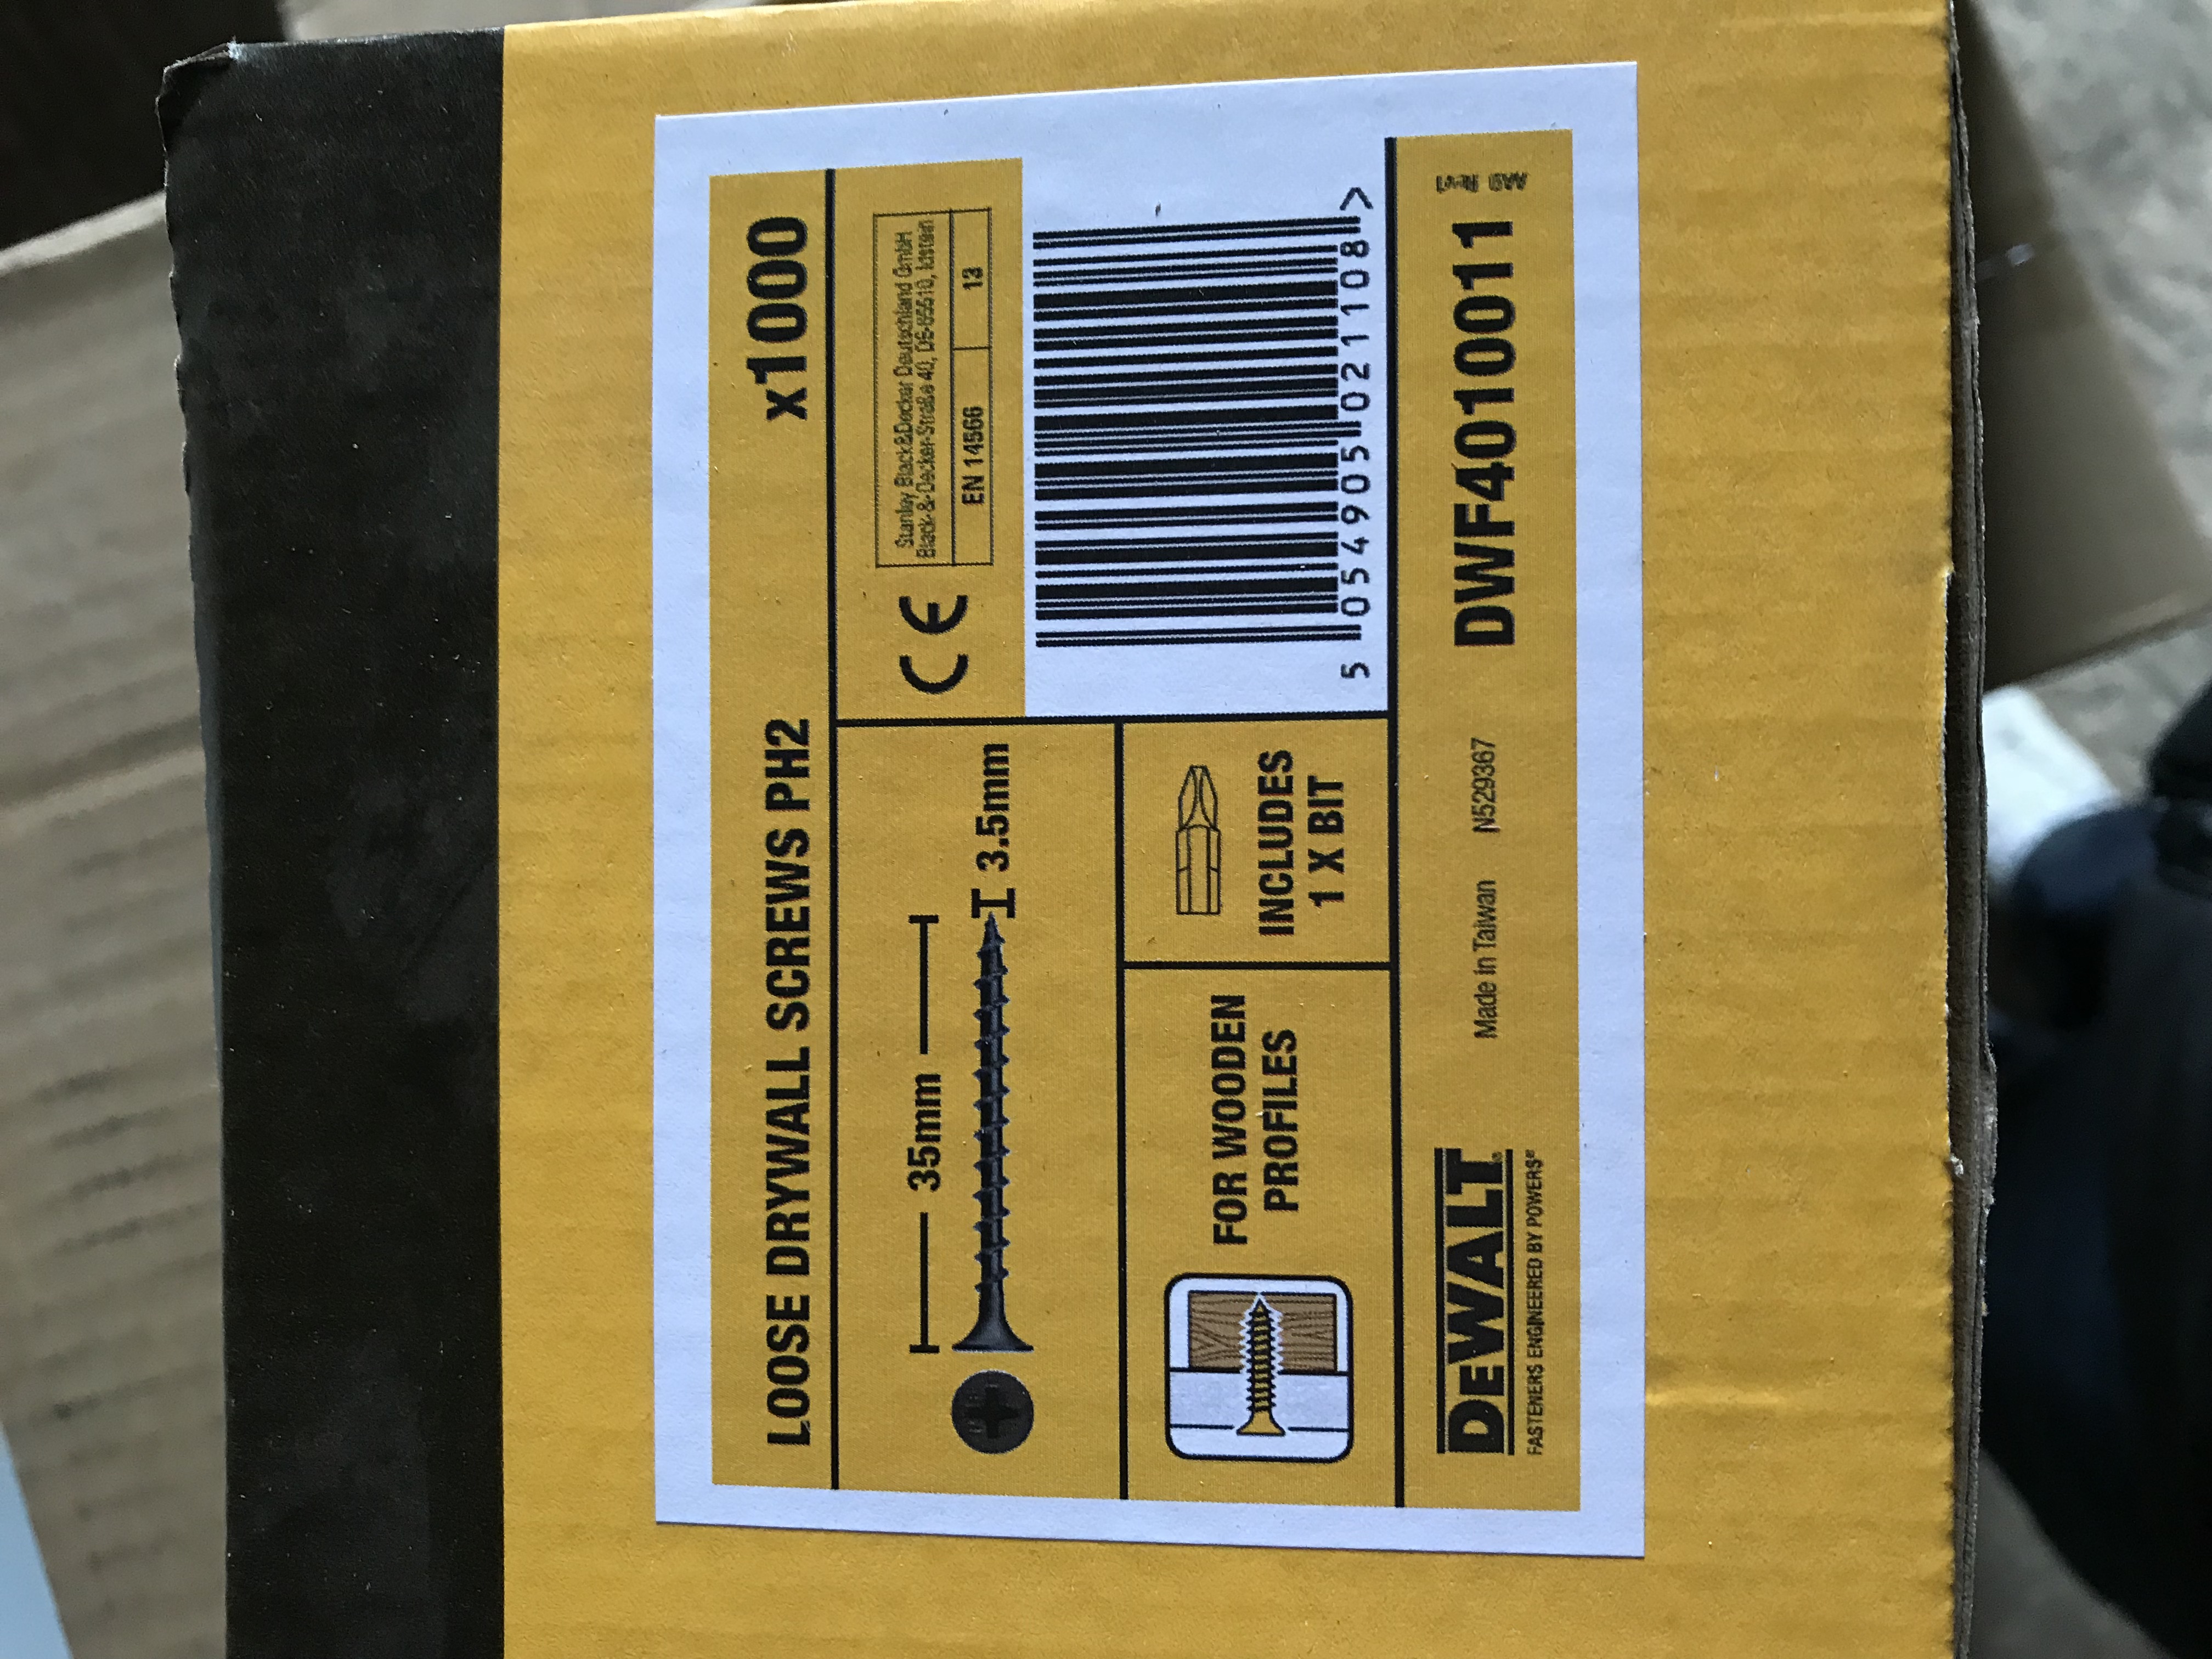 LOOSE DRYWALL SCREWS PH2 x1000
35mm
3.5mm
CE
Stanley Black&Decker Deutschland GmbH
Black-&-Decker-Straße 40, DE-65510, Idstein
EN 14566 13
FOR WOODEN
PROFILES
INCLUDES
1 X BIT
5 054905 021108 >
DEWALT®
FASTENERS ENGINEERED BY POWERS®
Made in Taiwan N529367
DWF4010011